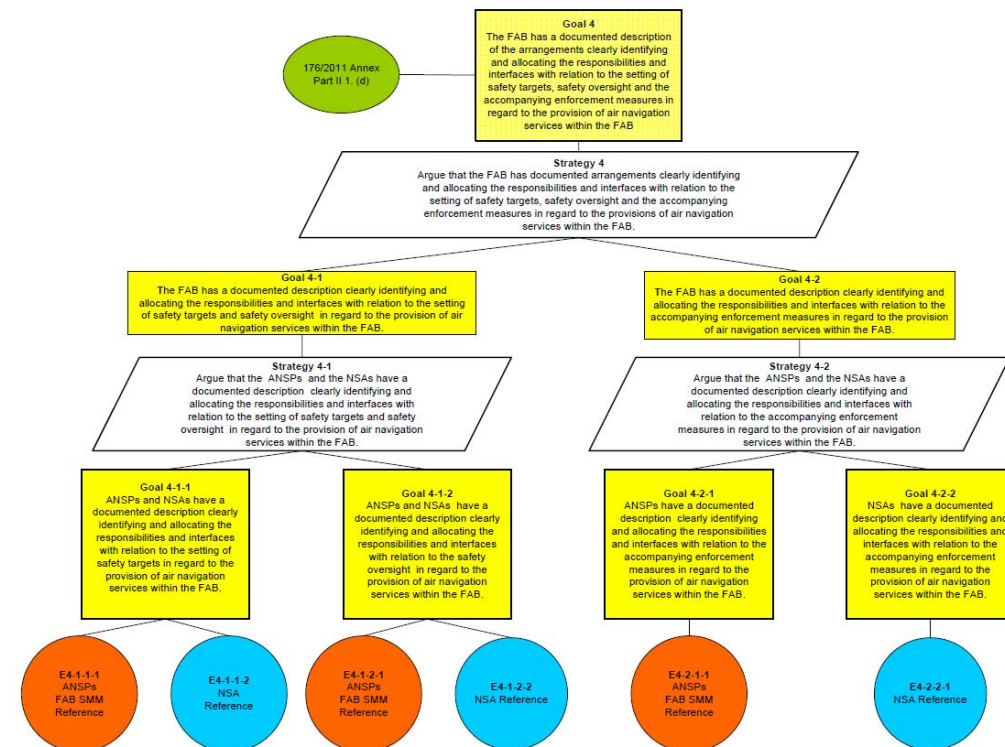 Goal 4
The FAB has a documented description
of the arrangements clearly identifying
and allocating the responsibilities and
interfaces with relation to the setting of
safety targets, safety oversight and the
accompanying enforcement measures in
regard to the provision of air navigation
services within the FAB
176/2011 Annex
Part II 1. (d)
Strategy 4
Argue that the FAB has documented arrangements clearly identifying
and allocating the responsibilities and interfaces with relation to the
setting of safety targets, safety oversight and the accompanying
enforcement measures in regard to the provisions of air navigation
services within the FAB.
Goal 4-1
The FAB has a documented description clearly identifying and
allocating the responsibilities and interfaces with relation to the setting
of safety targets and safety oversight in regard to the provision of air
navigation services within the FAB.
Goal 4-2
The FAB has a documented description clearly identifying and
allocating the responsibilities and interfaces with relation to the
accompanying enforcement measures in regard to the provision
of air navigation services within the FAB.
Strategy 4-1
Argue that the ANSPs and the NSAs have a
documented description clearly identifying and
allocating the responsibilities and interfaces with
relation to the setting of safety targets and safety
oversight in regard to the provision of air navigation
services within the FAB.
Strategy 4-2
Argue that the ANSPs and the NSAs have a
documented description clearly identifying and
allocating the responsibilities and interfaces with
relation to the accompanying enforcement
measures in regard to the provision of air navigation
services within the FAB.
Goal 4-1-1
ANSPs and NSAs have a
documented description clearly
identifying and allocating the
responsibilities and interfaces
with relation to the setting of
safety targets in regard to the
provision of air navigation
services within the FAB.
Goal 4-1-2
ANSPs and NSAs have a
documented description clearly
identifying and allocating the
responsibilities and interfaces
with relation to the safety
oversight in regard to the
provision of air navigation
services within the FAB.
Goal 4-2-1
ANSPs have a documented
description clearly identifying
and allocating the responsibilities
and interfaces with relation to the
accompanying enforcement
measures in regard to the
provision of air navigation
services within the FAB.
Goal 4-2-2
NSAs have a documented
description clearly identifying and
allocating the responsibilities and
interfaces with relation to the
accompanying enforcement
measures in regard to the
provision of air navigation
services within the FAB.
E4-1-1-1
ANSPs
FAB SMM
Reference
E4-1-1-2
NSA
Reference
E4-1-2-1
ANSPs
FAB SMM
Reference
E4-1-2-2
NSA Reference
E4-2-1-1
ANSPs
FAB SMM
Reference
E4-2-2-1
NSA Reference